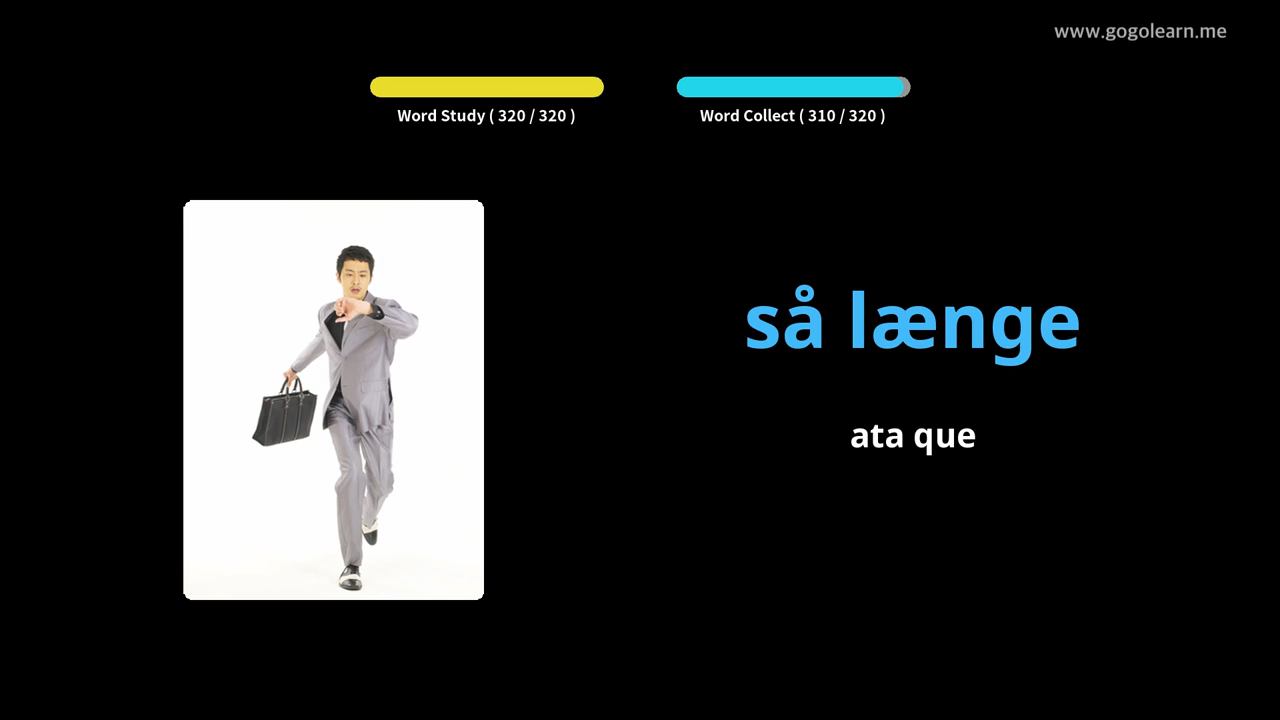 www.gogolearn.me
Word Study ( 320 / 320 )
Word Collect ( 310 / 320 )
så længe
ata que